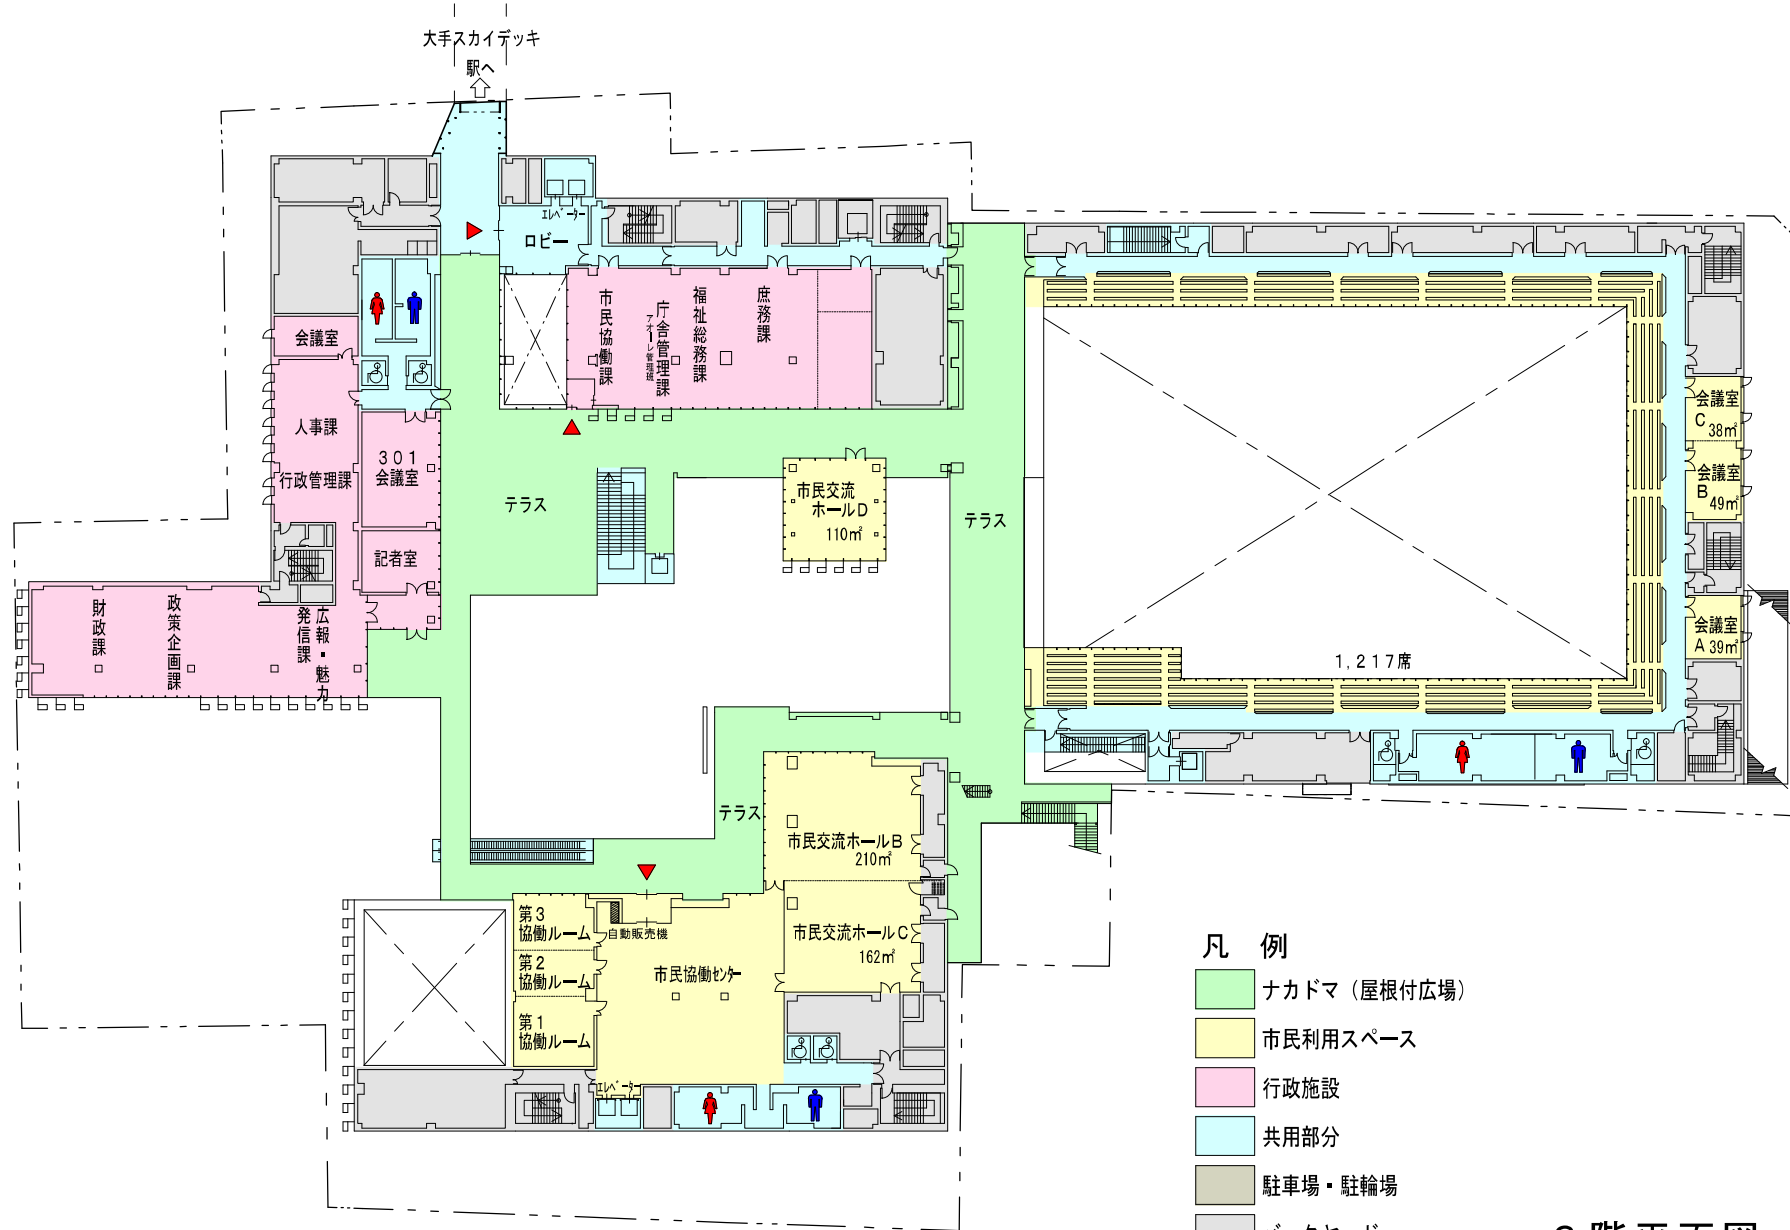 大手スカイデッキ
駅へ
エレベーター
ロビー
市民協働課
庁舎管理課
アオーレ管理班
福祉総務課
庶務課
会議室
人事課
行政管理課
301
会議室
記者室
財政課
政策企画課
広報・魅力
発信課
テラス
市民交流
ホールD
110㎡
テラス
会議室
C 38㎡
会議室
B 49㎡
会議室
A 39㎡
1,217席
テラス
市民交流ホールB
210㎡
市民交流ホールC
162㎡
第3
協働ルーム
第2
協働ルーム
第1
協働ルーム
自動販売機
市民協働センター
エレベーター
凡 例
ナカドマ（屋根付広場）
市民利用スペース
行政施設
共用部分
駐車場・駐輪場